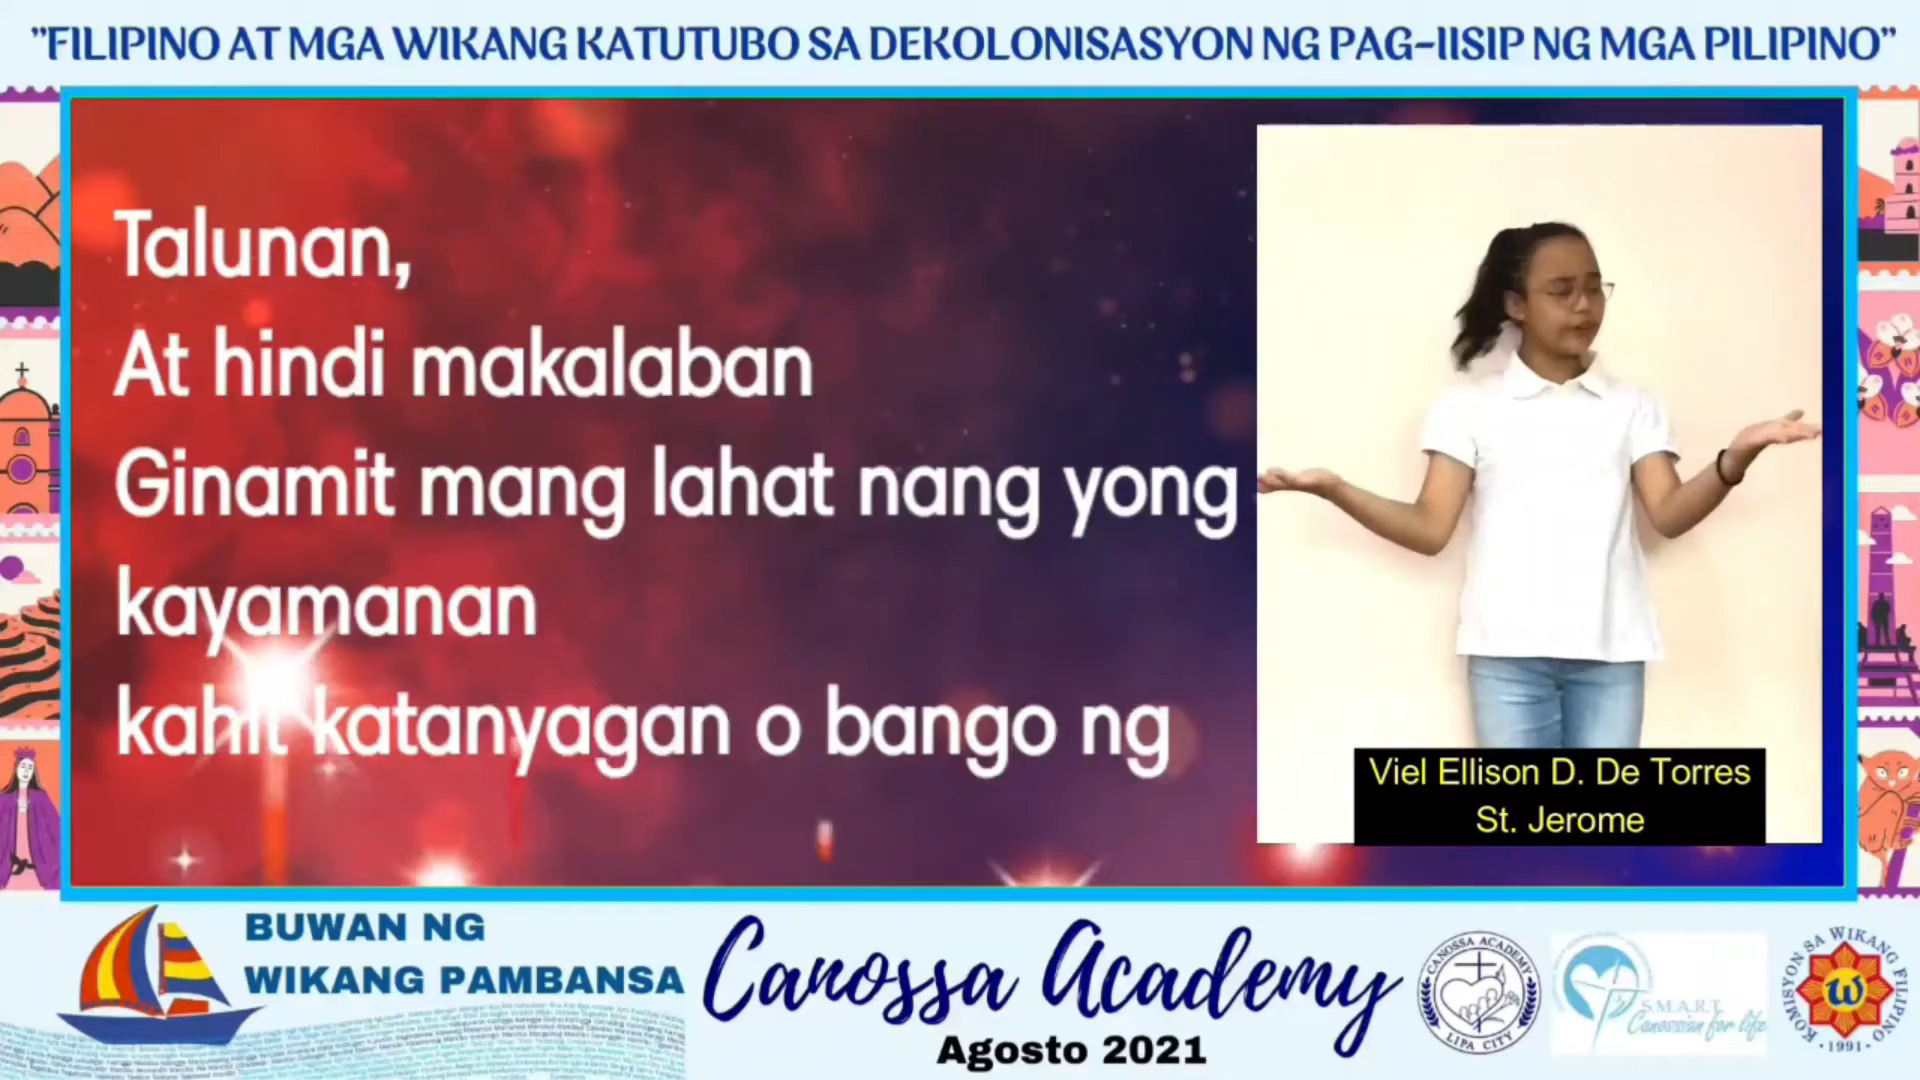 "FILIPINO AT MGA WIKANG KATUTUBO SA DEKOLONISASYON NG PAG-IISIP NG MGA PILIPINO"
Talunan,
At hindi makalaban
Ginamit mang lahat nang yong
kayamanan
kahit katanyagan o bango ng
Viel Ellison D. De Torres
St. Jerome
BUWAN NG
WIKANG PAMBANSA
Canossa Academy
Agosto 2021
CANOSSA ACADEMY
LIPA CITY
S.M.A.R.T.
Canossian for life
KOMISYON SA WIKANG FILIPINO
•1991•